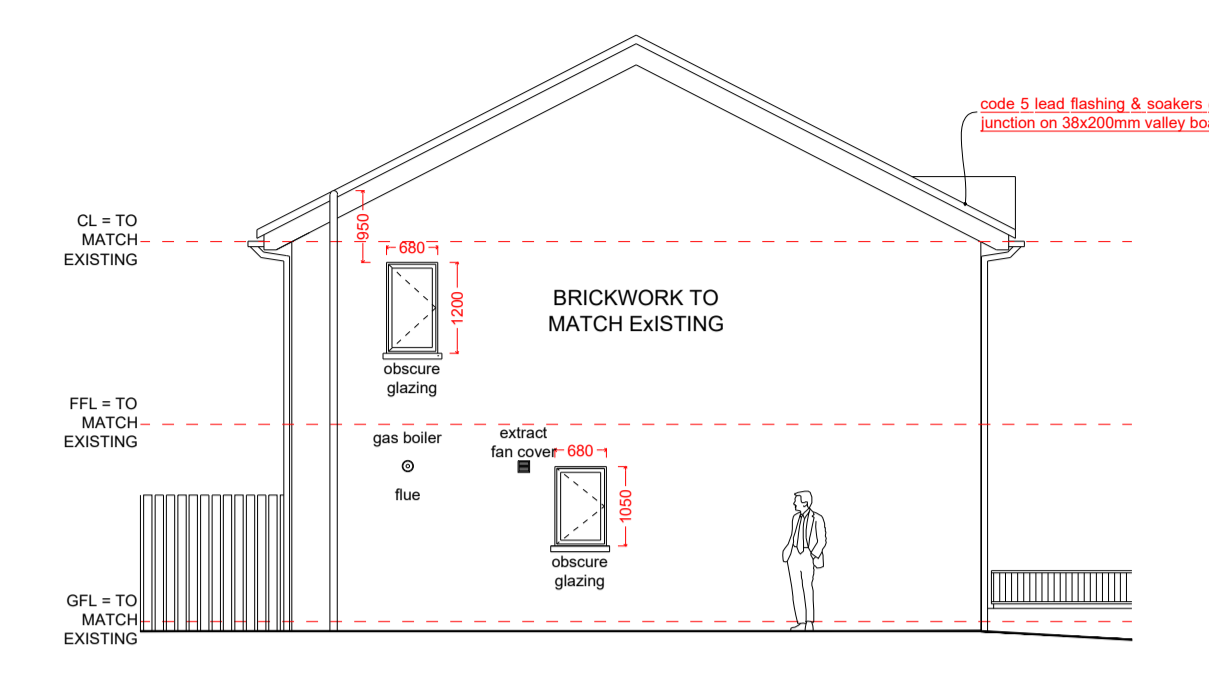 code 5 lead flashing & soakers
junction on 38x200mm valley
CL = TO
MATCH
EXISTING
950
680
1200
BRICKWORK TO
MATCH ExISTING
obscure
glazing
FFL = TO
MATCH
EXISTING
gas boiler
flue
extract
fan cover
680
1050
obscure
glazing
GFL = TO
MATCH
EXISTING